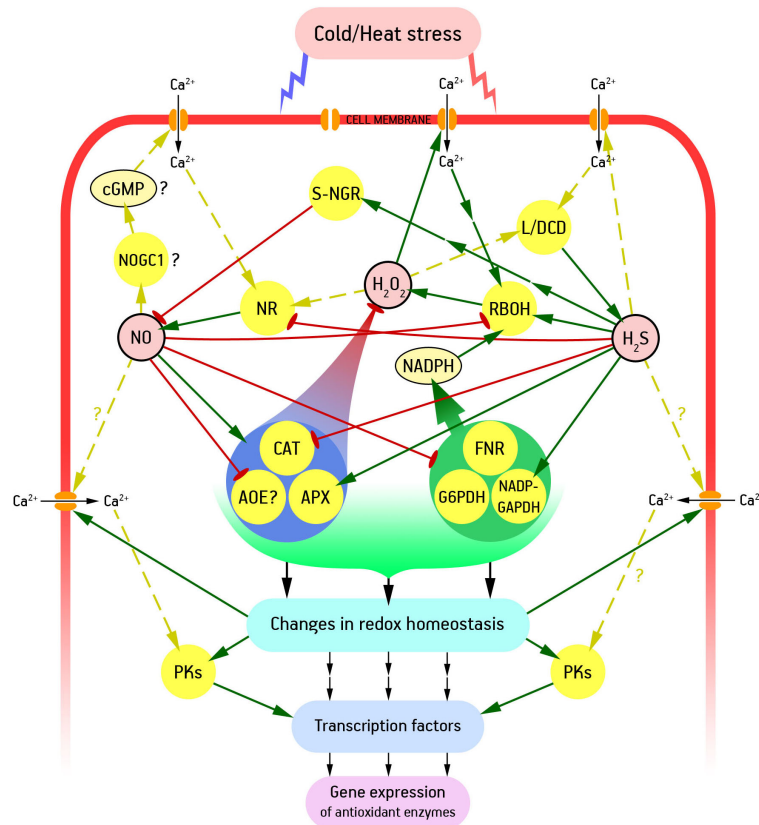 Cold/Heat stress
Ca²⁺
Ca²⁺
Ca²⁺
CELL MEMBRANE
Ca²⁺
Ca²⁺
Ca²⁺
cGMP ?
S-NGR
L/DCD
NOGC1 ?
H₂O₂
NR
RBOH
NO
H₂S
NADPH
?
?
CAT
FNR
AOE?
APX
G6PDH
NADP-
GAPDH
Ca²⁺
Ca²⁺
Ca²⁺
?
Changes in redox homeostasis
PKs
PKs
Transcription factors
Gene expression
of antioxidant enzymes